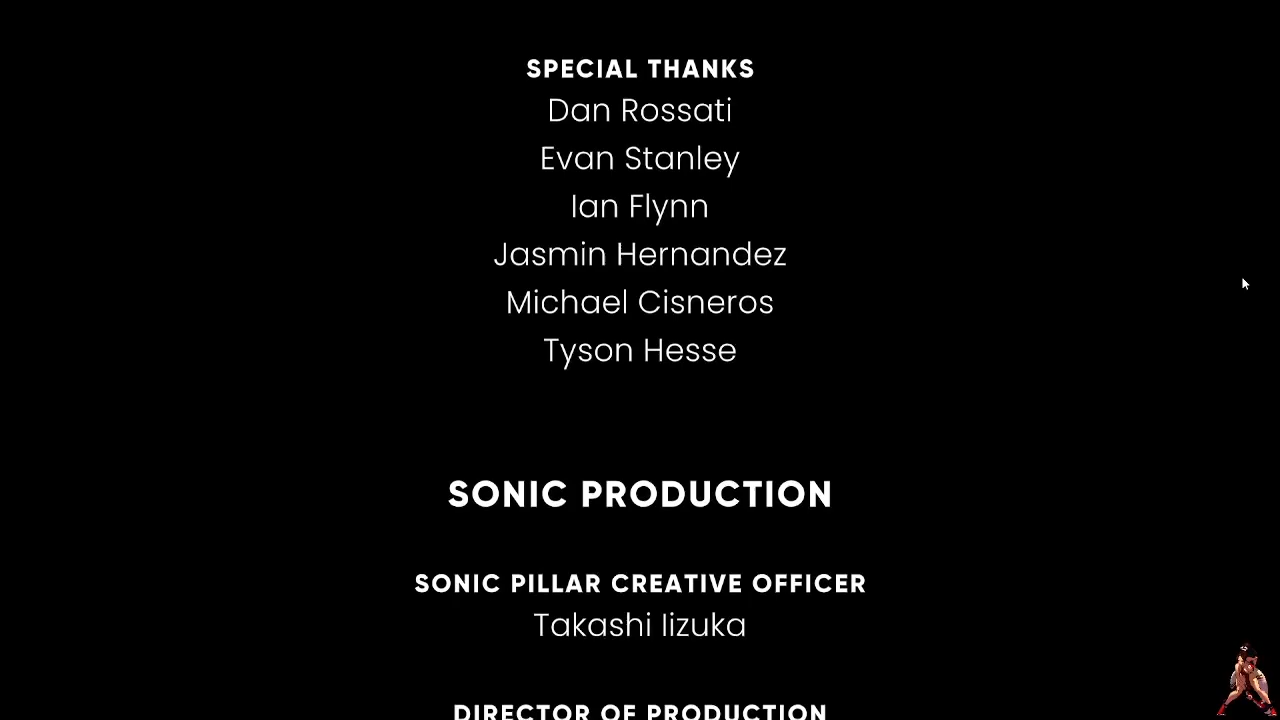 SPECIAL THANKS
Dan Rossati
Evan Stanley
Ian Flynn
Jasmin Hernandez
Michael Cisneros
Tyson Hesse
SONIC PRODUCTION
SONIC PILLAR CREATIVE OFFICER
Takashi Iizuka
DIRECTOR OF PRODUCTION